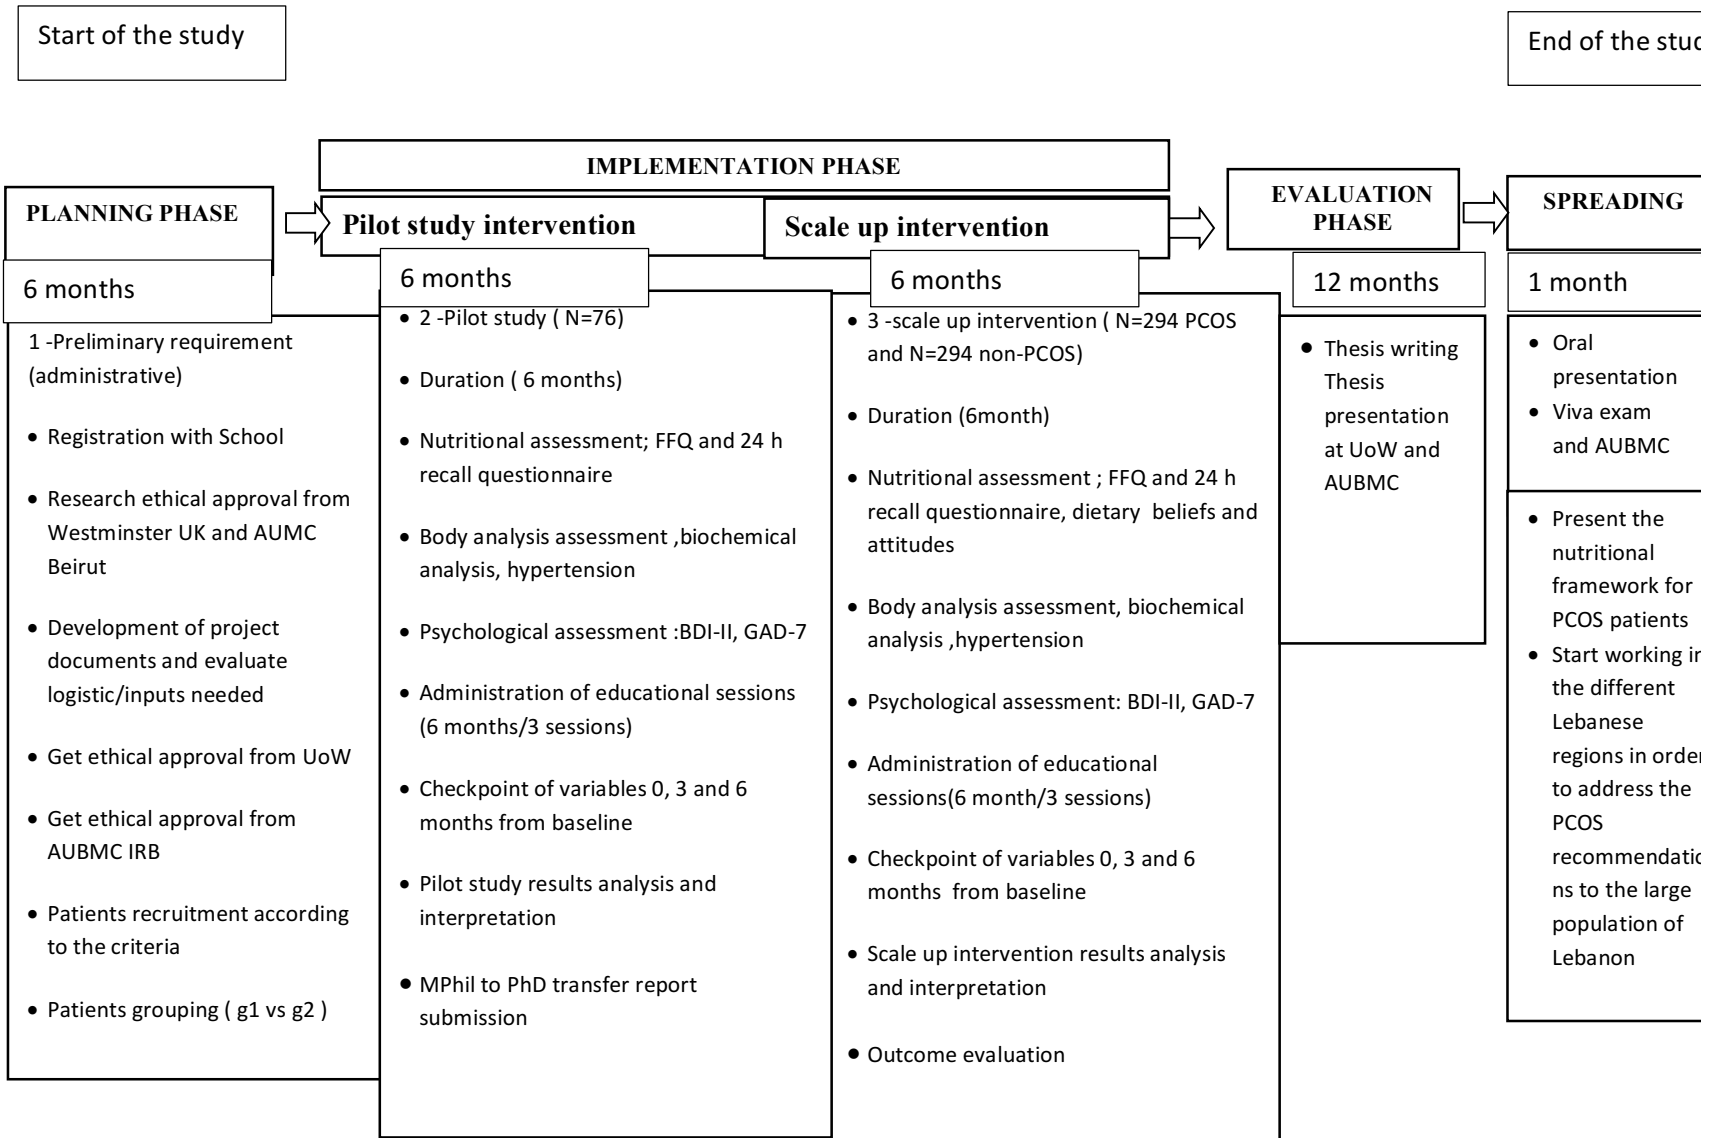 Start of the study
End of the stud
IMPLEMENTATION PHASE
PLANNING PHASE
Pilot study intervention
Scale up intervention
EVALUATION
PHASE
SPREADING
6 months
6 months
6 months
12 months
1 month
1 -Preliminary requirement
(administrative)
• Registration with School
• Research ethical approval from
Westminster UK and AUMC
Beirut
• Development of project
documents and evaluate
logistic/inputs needed
• Get ethical approval from UoW
• Get ethical approval from
AUBMC IRB
• Patients recruitment according
to the criteria
• Patients grouping ( g1 vs g2 )
• 2 -Pilot study ( N=76)
• Duration ( 6 months)
• Nutritional assessment; FFQ and 24 h
recall questionnaire
• Body analysis assessment ,biochemical
analysis, hypertension
• Psychological assessment :BDI-II, GAD-7
• Administration of educational sessions
(6 months/3 sessions)
• Checkpoint of variables 0, 3 and 6
months from baseline
• Pilot study results analysis and
interpretation
• MPhil to PhD transfer report
submission
• 3 -scale up intervention ( N=294 PCOS
and N=294 non-PCOS)
• Duration (6month)
• Nutritional assessment ; FFQ and 24 h
recall questionnaire, dietary beliefs and
attitudes
• Body analysis assessment, biochemical
analysis ,hypertension
• Psychological assessment: BDI-II, GAD-7
• Administration of educational
sessions(6 month/3 sessions)
• Checkpoint of variables 0, 3 and 6
months from baseline
• Scale up intervention results analysis
and interpretation
• Outcome evaluation
• Thesis writing
Thesis
presentation
at UoW and
AUBMC
• Oral
presentation
• Viva exam
and AUBMC
• Present the
nutritional
framework for
PCOS patients
• Start working in
the different
Lebanese
regions in order
to address the
PCOS
recommendatio
ns to the large
population of
Lebanon